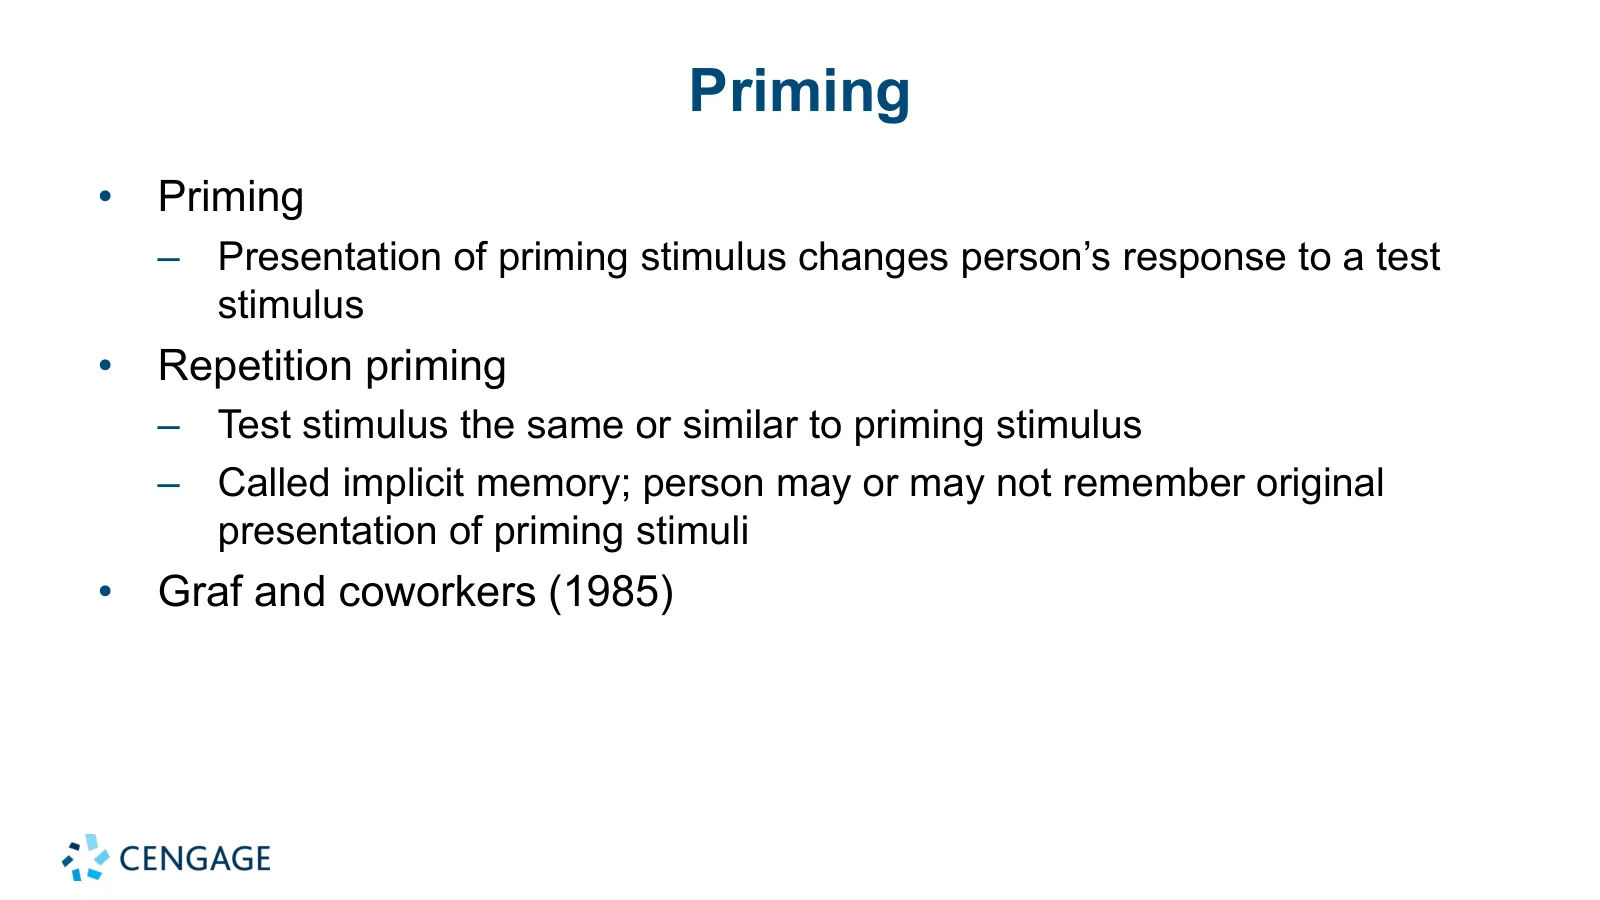 Priming
• Priming
– Presentation of priming stimulus changes person’s response to a test
stimulus
• Repetition priming
– Test stimulus the same or similar to priming stimulus
– Called implicit memory; person may or may not remember original
presentation of priming stimuli
• Graf and coworkers (1985)
CENGAGE